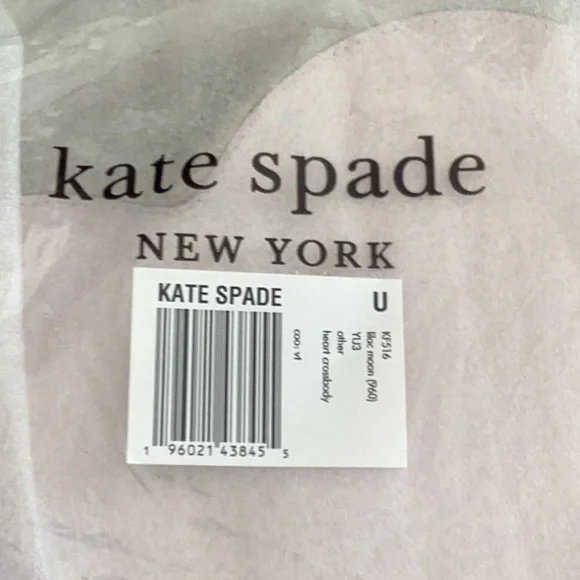 kate spade
NEW YORK
KATE SPADE
U
KF516
lilac moon (960)
YU3
other
heart crossbody
coo: vt
1 96021 43845 5